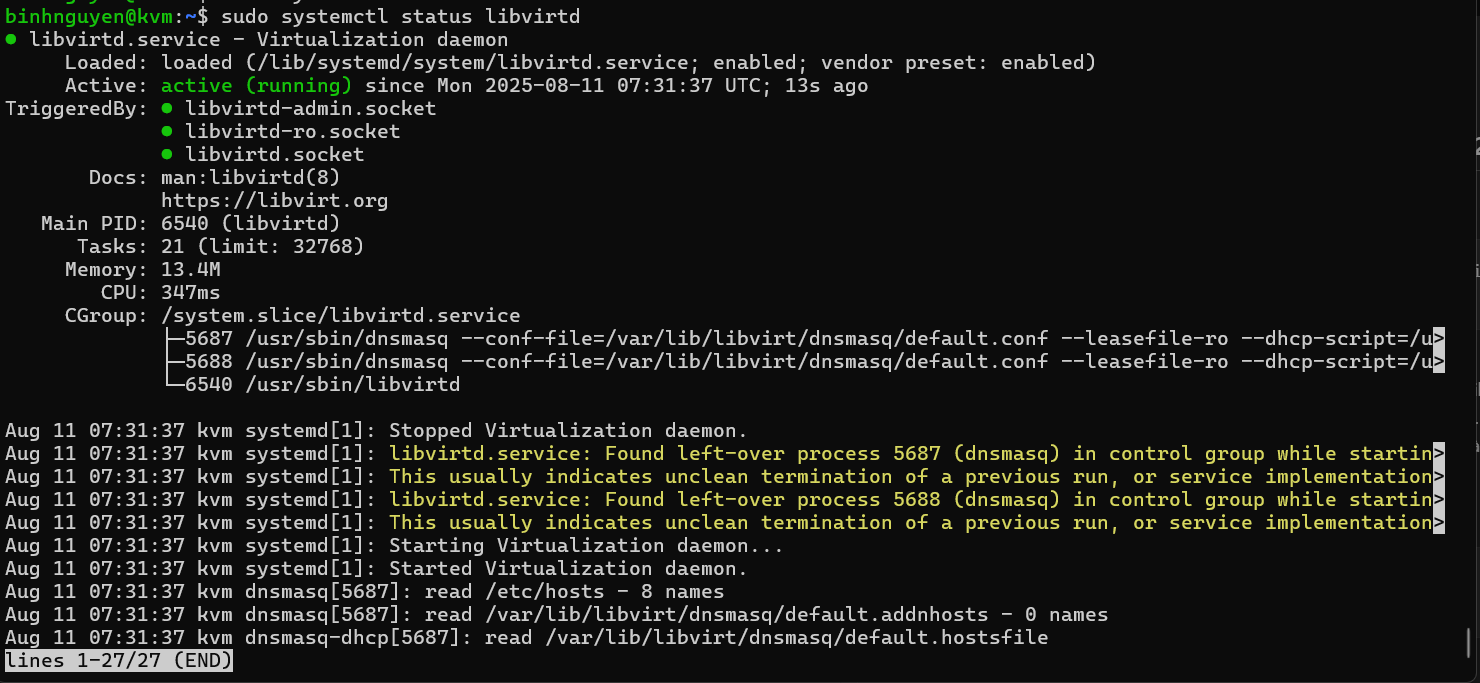 binhnguyen@kvm:~$ sudo systemctl status libvirtd
● libvirtd.service - Virtualization daemon
     Loaded: loaded (/lib/systemd/system/libvirtd.service; enabled; vendor preset: enabled)
     Active: active (running) since Mon 2025-08-11 07:31:37 UTC; 13s ago
TriggeredBy: ● libvirtd-admin.socket
             ● libvirtd-ro.socket
             ● libvirtd.socket
       Docs: man:libvirtd(8)
             https://libvirt.org
   Main PID: 6540 (libvirtd)
      Tasks: 21 (limit: 32768)
     Memory: 13.4M
        CPU: 347ms
     CGroup: /system.slice/libvirtd.service
             ├─5687 /usr/sbin/dnsmasq --conf-file=/var/lib/libvirt/dnsmasq/default.conf --leasefile-ro --dhcp-script=/u>
             ├─5688 /usr/sbin/dnsmasq --conf-file=/var/lib/libvirt/dnsmasq/default.conf --leasefile-ro --dhcp-script=/u>
             └─6540 /usr/sbin/libvirtd

Aug 11 07:31:37 kvm systemd[1]: Stopped Virtualization daemon.
Aug 11 07:31:37 kvm systemd[1]: libvirtd.service: Found left-over process 5687 (dnsmasq) in control group while startin>
Aug 11 07:31:37 kvm systemd[1]: This usually indicates unclean termination of a previous run, or service implementation>
Aug 11 07:31:37 kvm systemd[1]: libvirtd.service: Found left-over process 5688 (dnsmasq) in control group while startin>
Aug 11 07:31:37 kvm systemd[1]: This usually indicates unclean termination of a previous run, or service implementation>
Aug 11 07:31:37 kvm systemd[1]: Starting Virtualization daemon...
Aug 11 07:31:37 kvm systemd[1]: Started Virtualization daemon.
Aug 11 07:31:37 kvm dnsmasq[5687]: read /etc/hosts - 8 names
Aug 11 07:31:37 kvm dnsmasq[5687]: read /var/lib/libvirt/dnsmasq/default.addnhosts - 0 names
Aug 11 07:31:37 kvm dnsmasq-dhcp[5687]: read /var/lib/libvirt/dnsmasq/default.hostsfile
lines 1-27/27 (END)